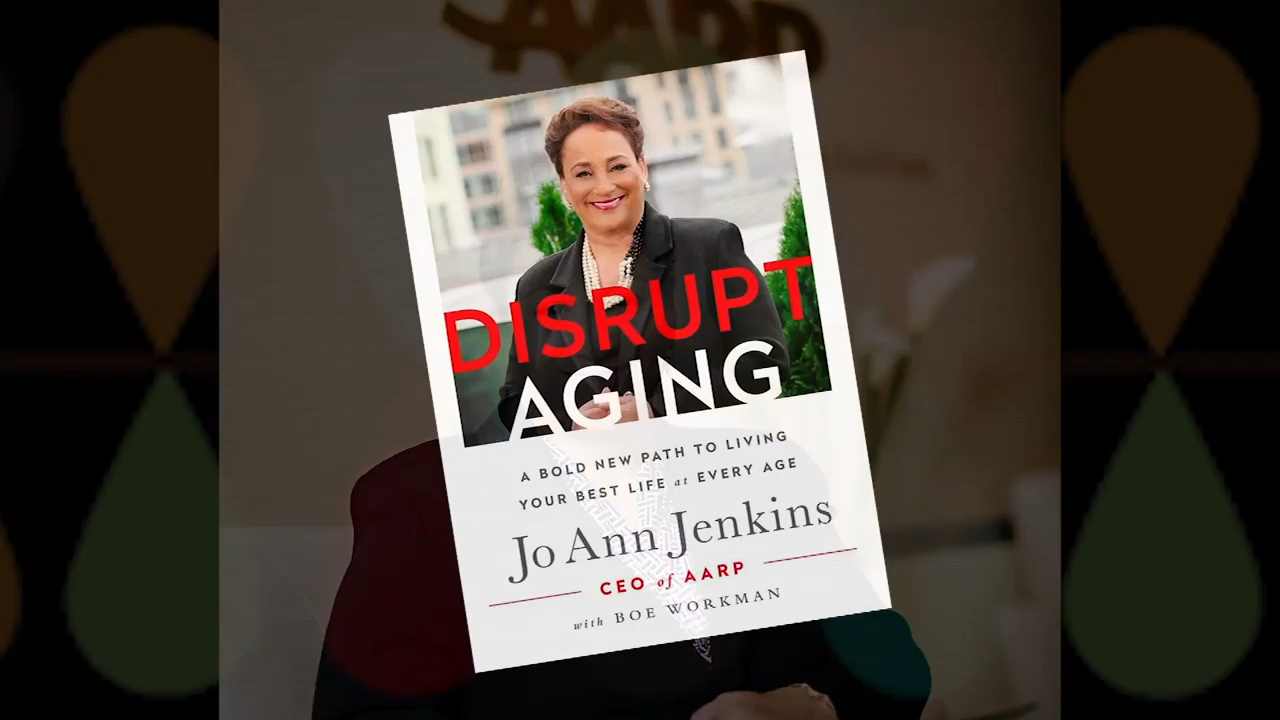 AARP
DISRUPT
AGING
A BOLD NEW PATH TO LIVING
YOUR BEST LIFE at EVERY AGE
Jo Ann Jenkins
CEO of AARP
with BOE WORKMAN